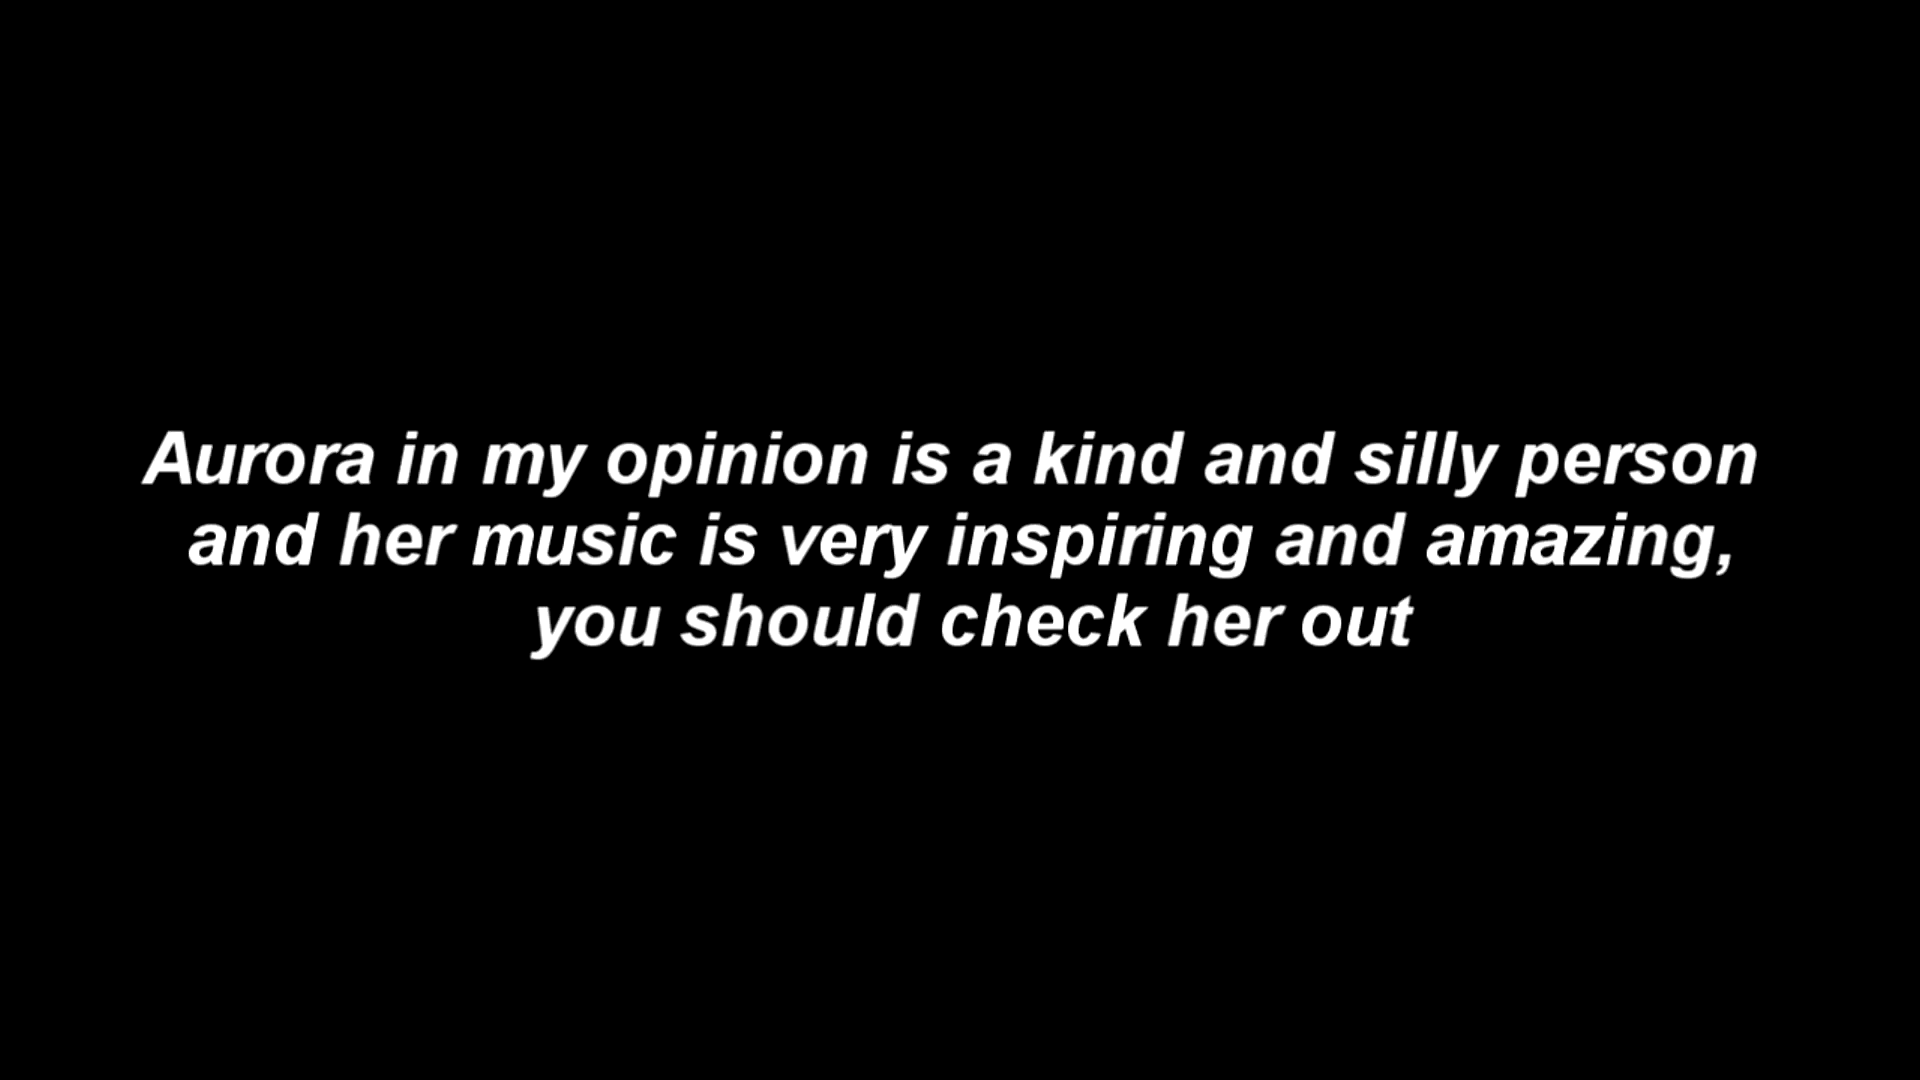 Aurora in my opinion is a kind and silly person
and her music is very inspiring and amazing,
you should check her out